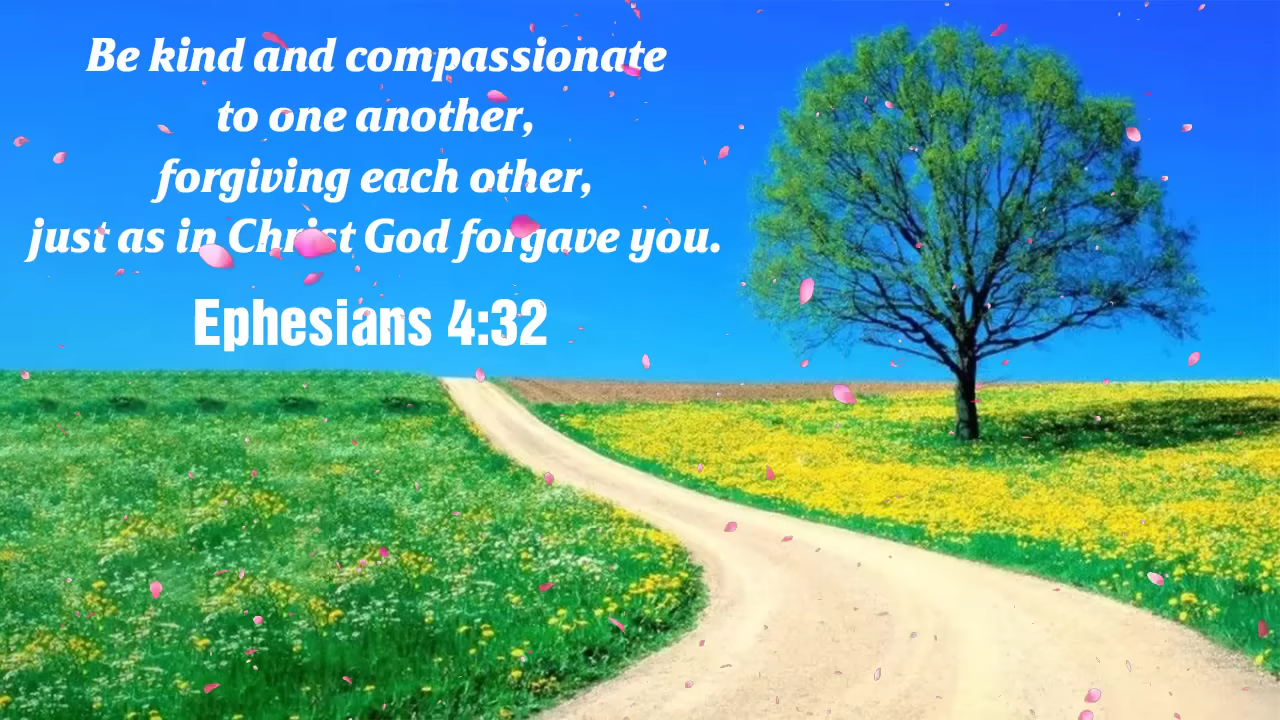 Be kind and compassionate
to one another,
forgiving each other,
just as in Christ God forgave you.
Ephesians 4:32